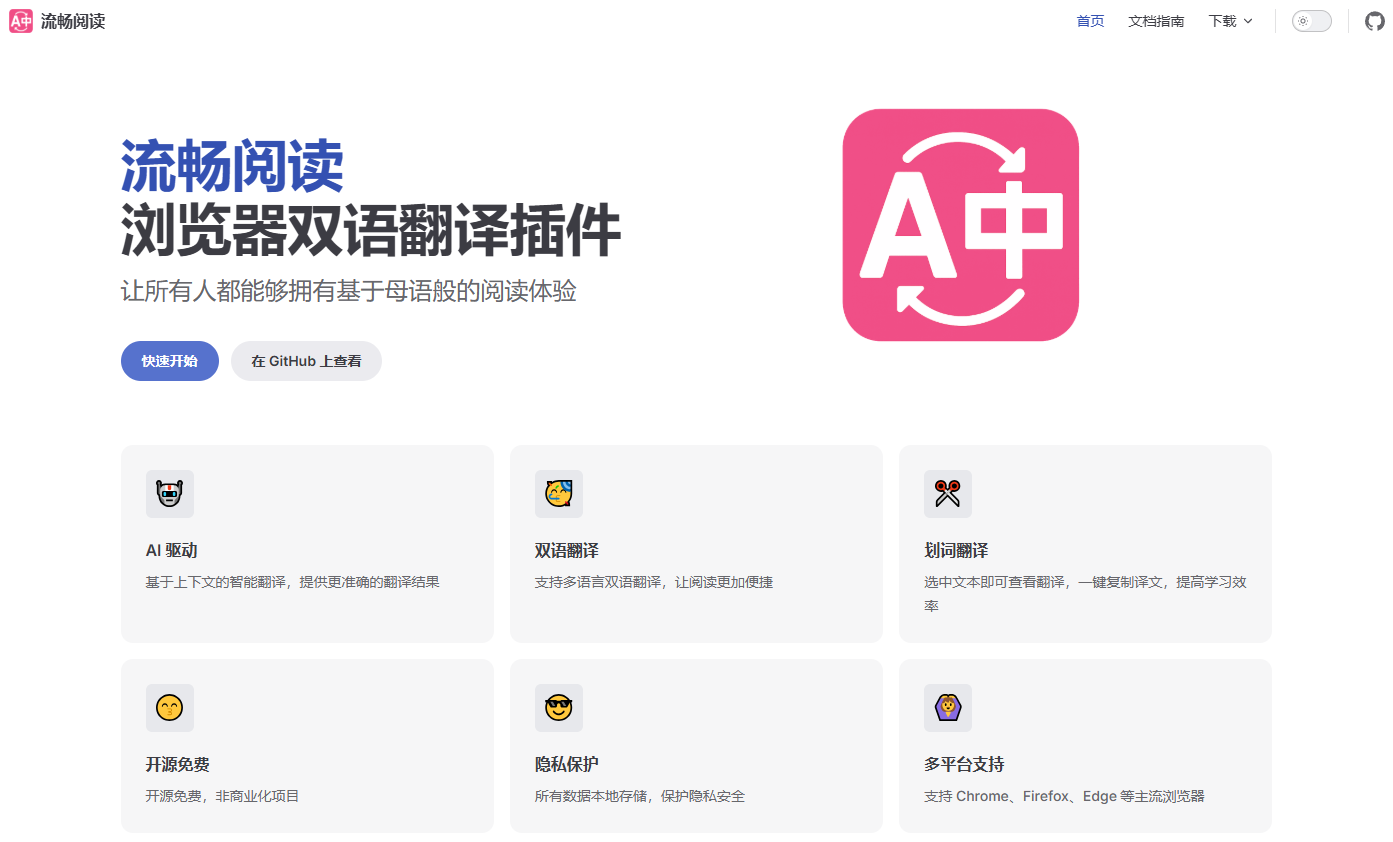 A中 流畅阅读
首页 文档指南 下载
流畅阅读
浏览器双语翻译插件
让所有人都能够拥有基于母语般的阅读体验
快速开始 在 GitHub 上查看
A中
AI 驱动
基于上下文的智能翻译，提供更准确的翻译结果
双语翻译
支持多语言双语翻译，让阅读更加便捷
划词翻译
选中文本即可查看翻译，一键复制译文，提高学习效
率
开源免费
开源免费，非商业化项目
隐私保护
所有数据本地存储，保护隐私安全
多平台支持
支持 Chrome、Firefox、Edge 等主流浏览器